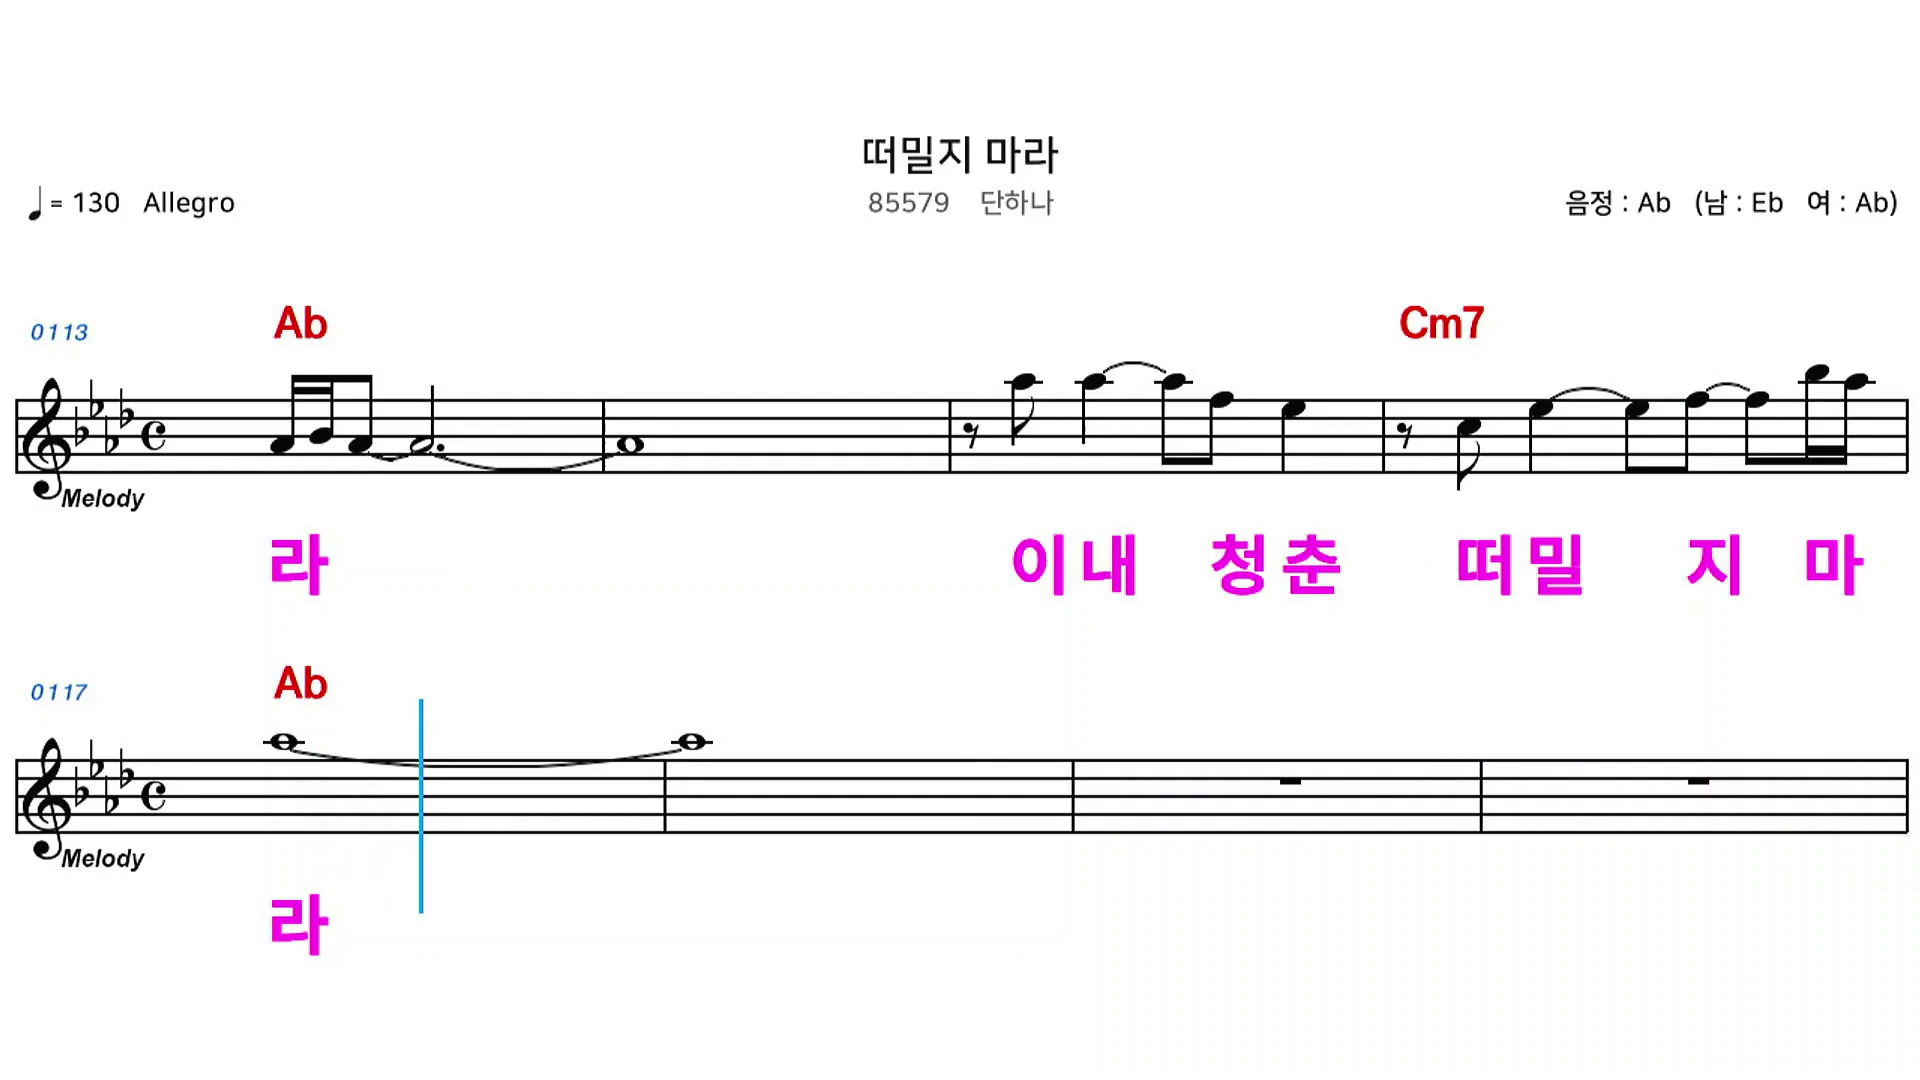 떠밀지 마라
♩= 130 Allegro
85579 단하나
음정 : Ab (남 : Eb 여 : Ab)
0113
Ab
Cm7
Melody
라 이내 청춘 떠밀 지 마
0117
Ab
Melody
라